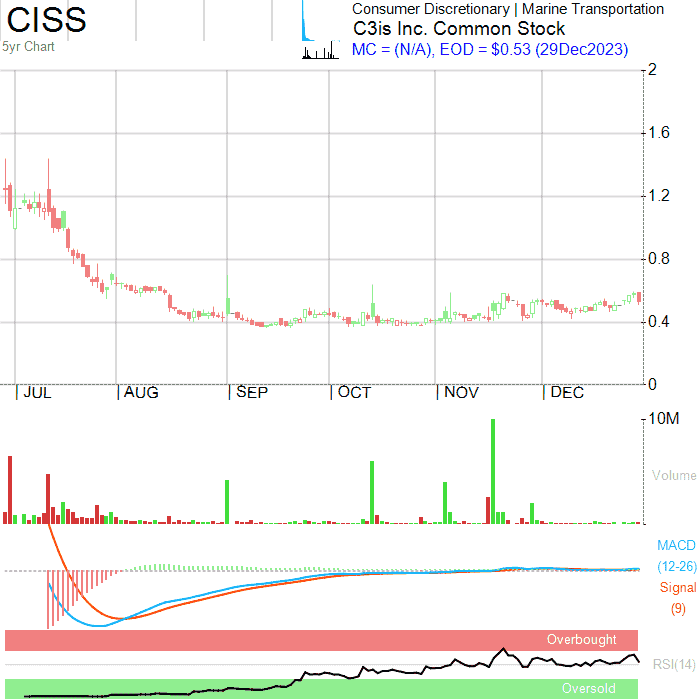 CISS
5yr Chart
Consumer Discretionary | Marine Transportation
C3is Inc. Common Stock
MC = (N/A), EOD = $0.53 (29Dec2023)
2
1.6
1.2
0.8
0.4
0
JUL AUG SEP OCT NOV DEC
10M
Volume
MACD
(12-26)
Signal
(9)
Overbought
RSI(14)
Oversold